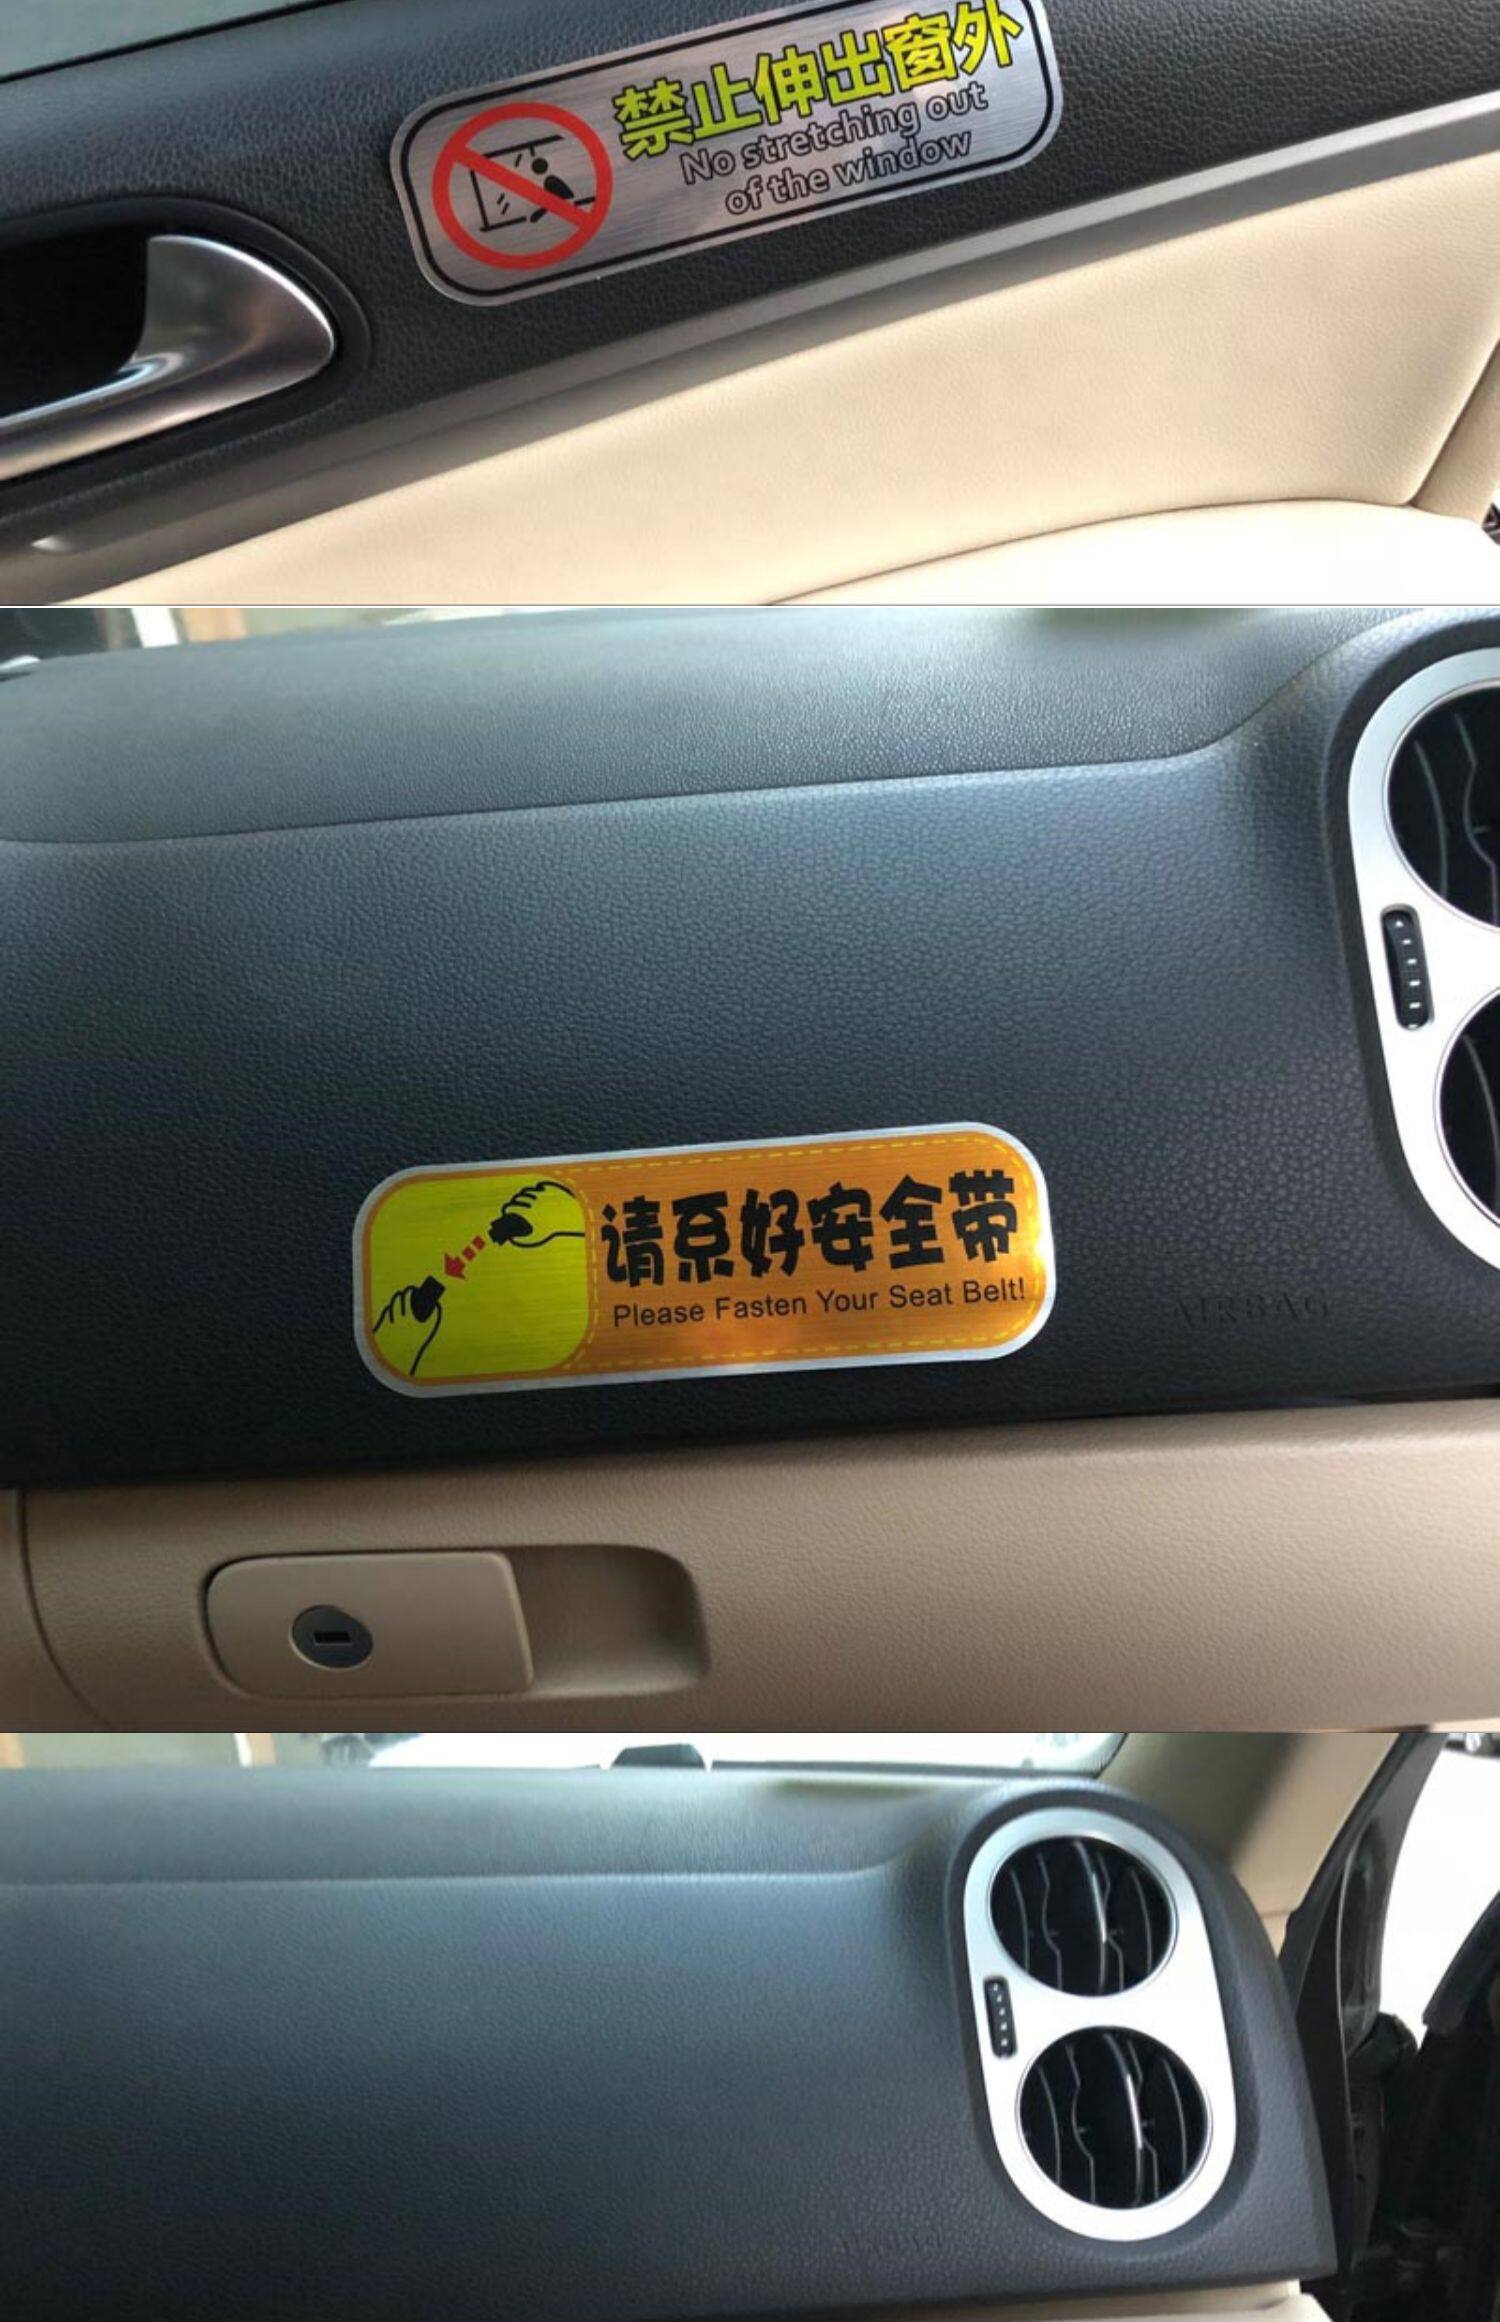 禁止伸出窗外
No stretching out
of the window
请系好安全带
Please Fasten Your Seat Belt!
AIRBAG